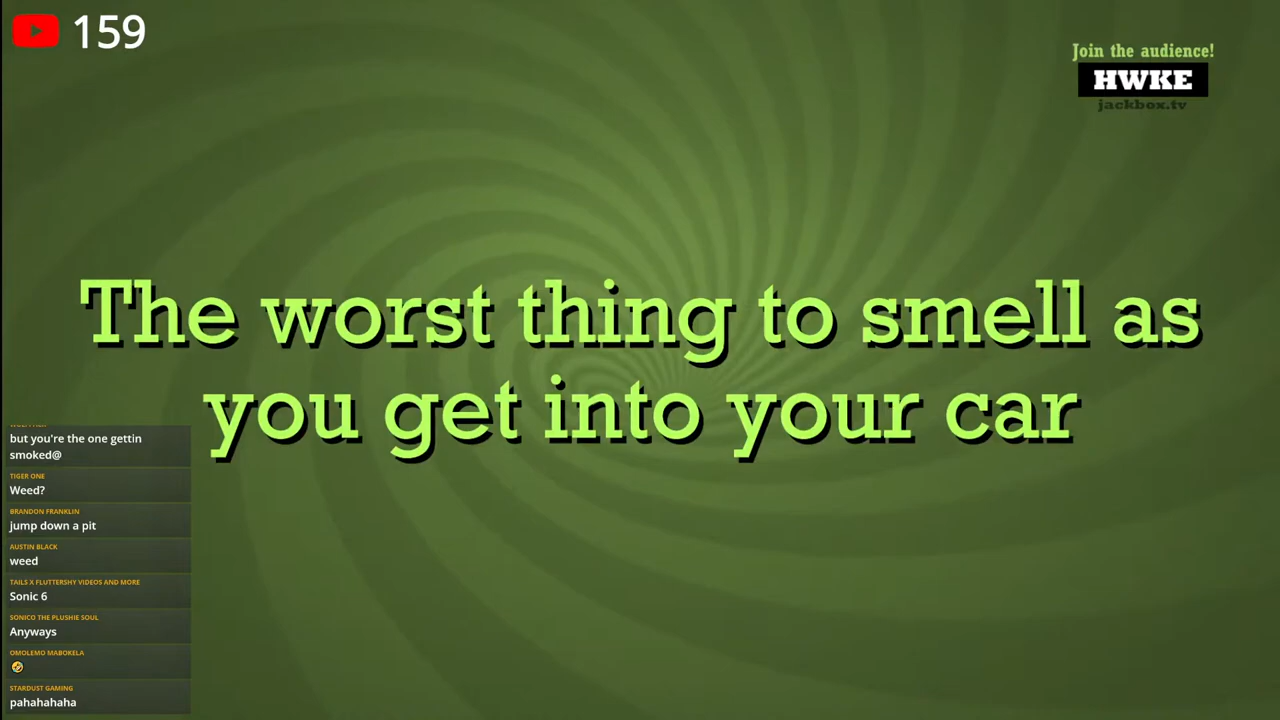 159
Join the audience!
HWKE
jackbox.tv
The worst thing to smell as
you get into your car
but you're the one gettin
smoked@
TIGER ONE
Weed?
BRANDON FRANKLIN
jump down a pit
AUSTIN BLACK
weed
TAILS X FLUTTERSHY VIDEOS AND MORE
Sonic 6
SONICO THE PLUSHIE SOUL
Anyways
OMOLEMO MABOKELA
🤣
STARDUST GAMING
pahahahaha